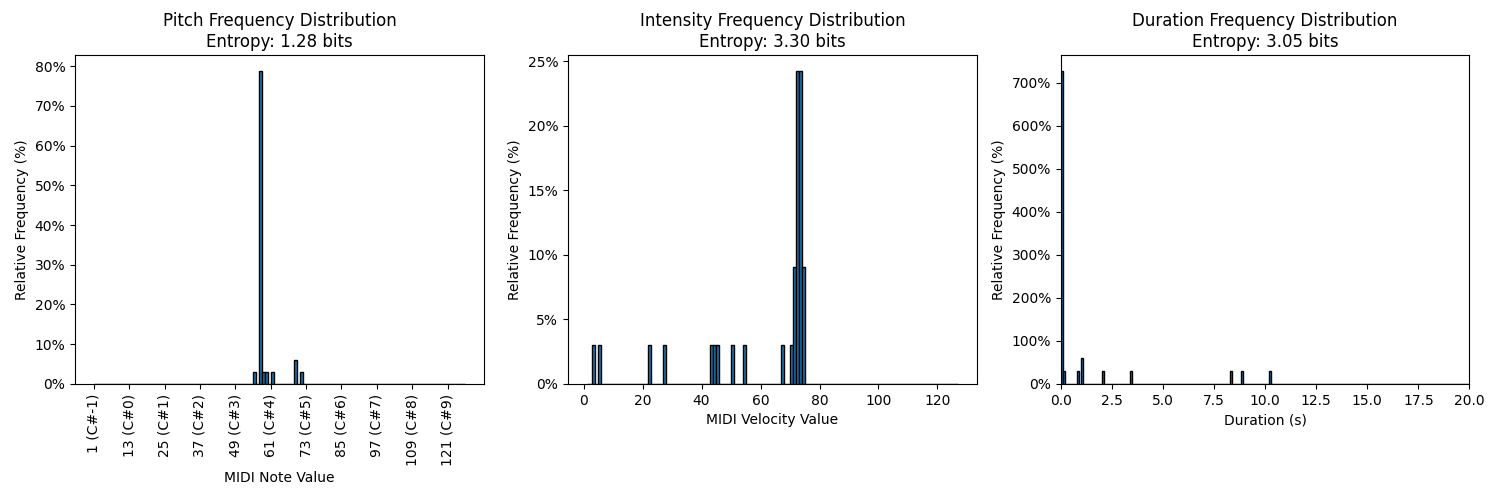 Pitch Frequency Distribution
Entropy: 1.28 bits
Relative Frequency (%)
80%
70%
60%
50%
40%
30%
20%
10%
0%
1 (C#-1)
13 (C#0)
25 (C#1)
37 (C#2)
49 (C#3)
61 (C#4)
73 (C#5)
85 (C#6)
97 (C#7)
109 (C#8)
121 (C#9)
MIDI Note Value
Intensity Frequency Distribution
Entropy: 3.30 bits
Relative Frequency (%)
25%
20%
15%
10%
5%
0%
0 20 40 60 80 100 120
MIDI Velocity Value
Duration Frequency Distribution
Entropy: 3.05 bits
Relative Frequency (%)
700%
600%
500%
400%
300%
200%
100%
0%
0.0 2.5 5.0 7.5 10.0 12.5 15.0 17.5 20.0
Duration (s)